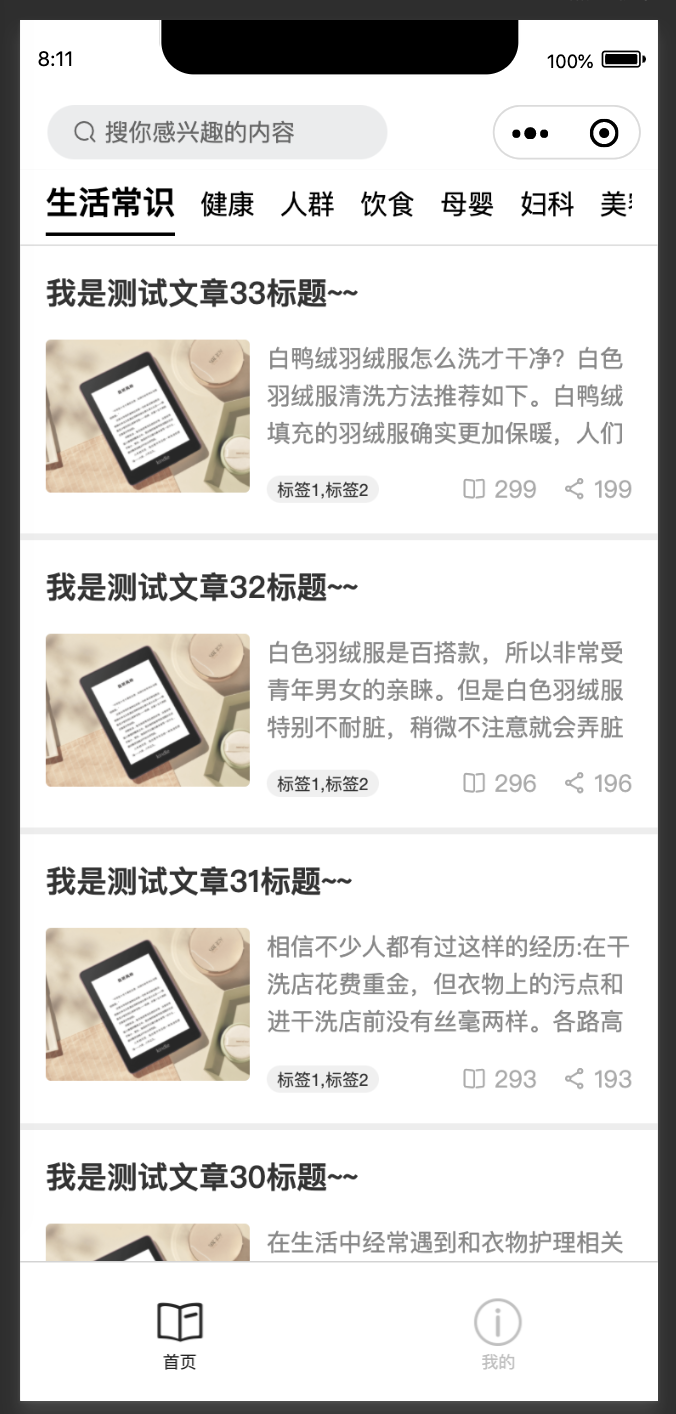 8:11
100%
搜你感兴趣的内容
生活常识 健康 人群 饮食 母婴 妇科 美
我是测试文章33标题~~
白鸭绒羽绒服怎么洗才干净？白色
羽绒服清洗方法推荐如下。白鸭绒
填充的羽绒服确实更加保暖，人们
标签1,标签2 299 199
我是测试文章32标题~~
白色羽绒服是百搭款，所以非常受
青年男女的亲睐。但是白色羽绒服
特别不耐脏，稍微不注意就会弄脏
标签1,标签2 296 196
我是测试文章31标题~~
相信不少人都有过这样的经历:在干
洗店花费重金，但衣物上的污点和
进干洗店前没有丝毫两样。各路高
标签1,标签2 293 193
我是测试文章30标题~~
在生活中经常遇到和衣物护理相关
首页 我的